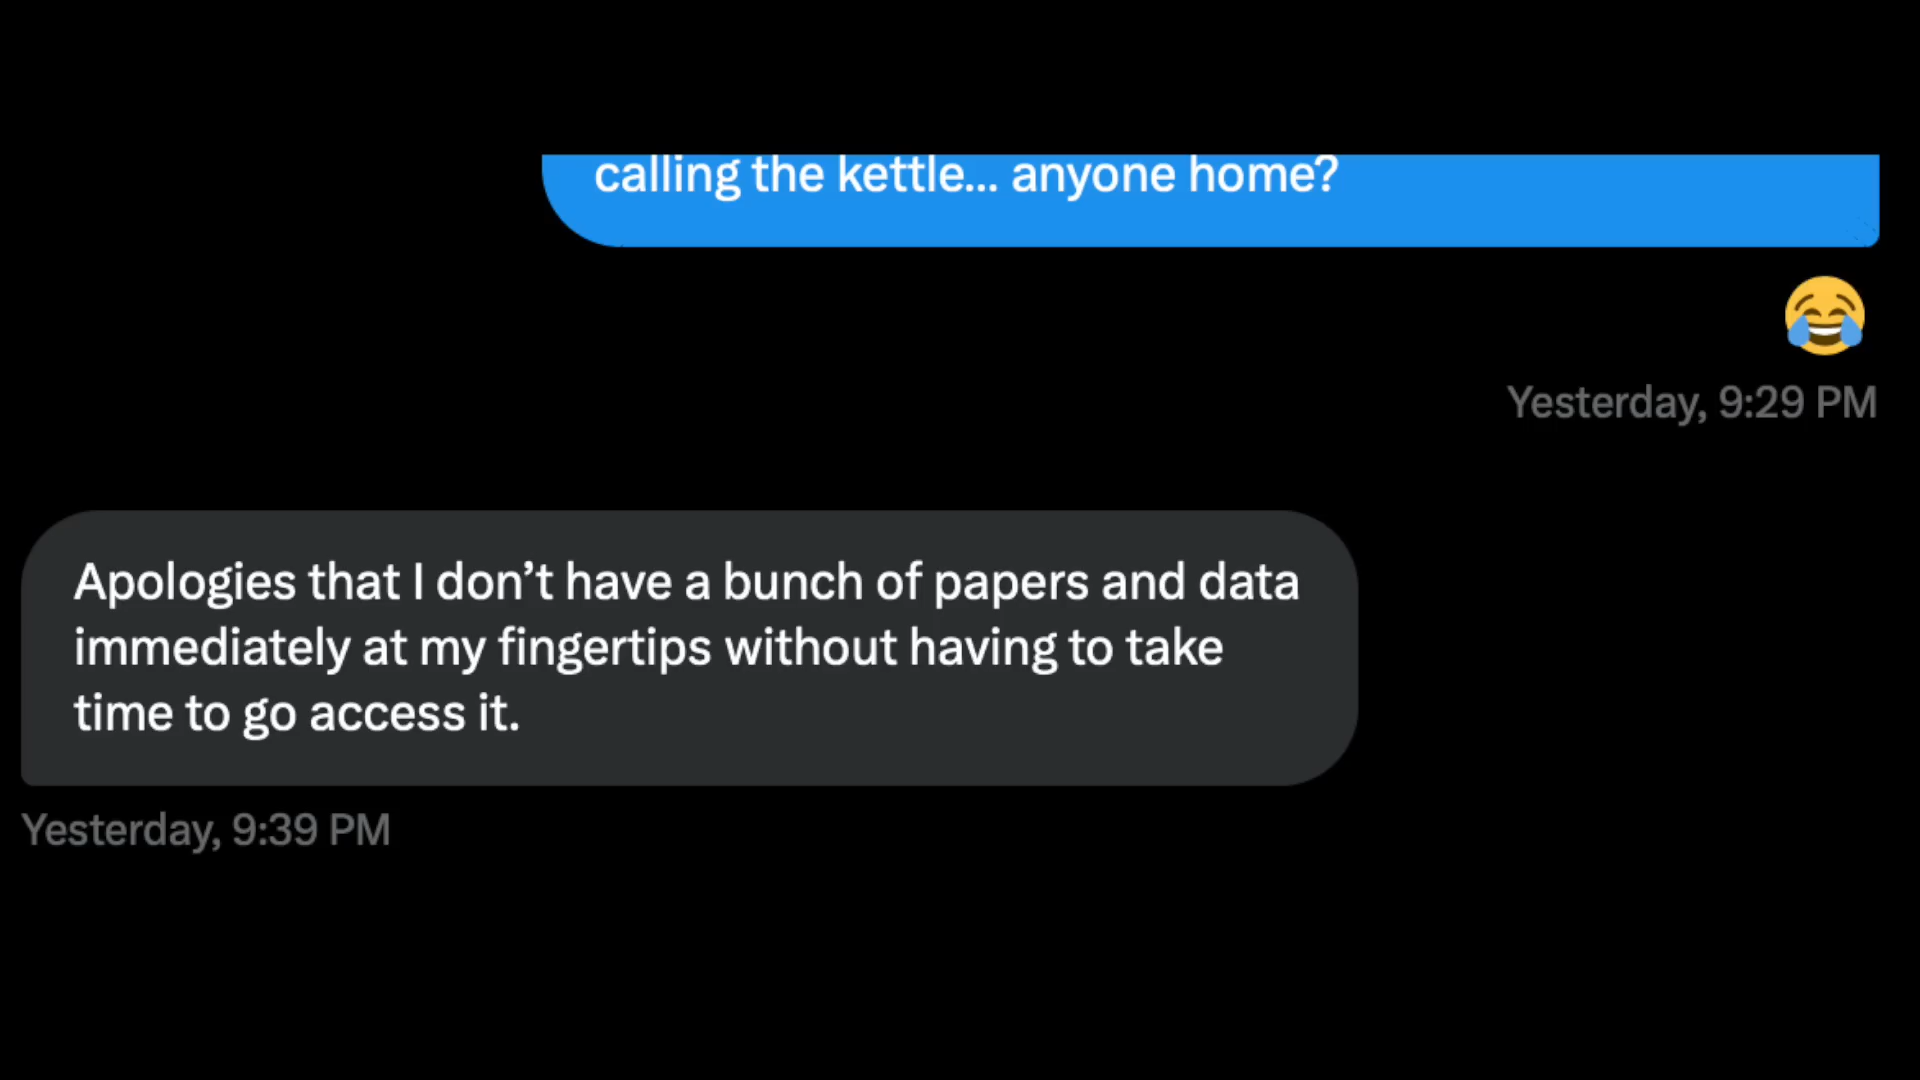 calling the kettle... anyone home?
😂
Yesterday, 9:29 PM
Apologies that I don’t have a bunch of papers and data
immediately at my fingertips without having to take
time to go access it.
Yesterday, 9:39 PM